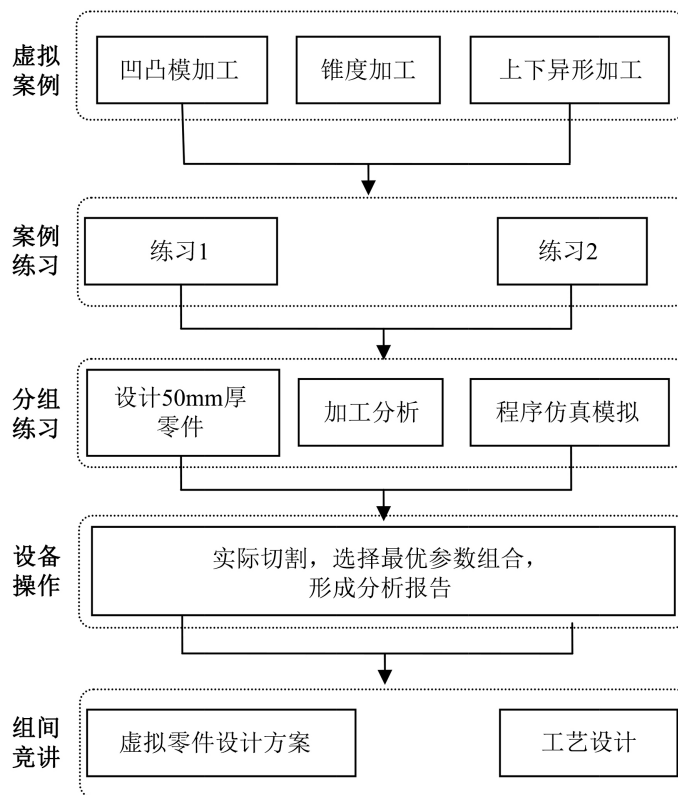 虚拟
案例
凹凸模加工
锥度加工
上下异形加工
案例
练习
练习1
练习2
分组
练习
设计50mm厚
零件
加工分析
程序仿真模拟
设备
操作
实际切割，选择最优参数组合，
形成分析报告
组间
竞讲
虚拟零件设计方案
工艺设计